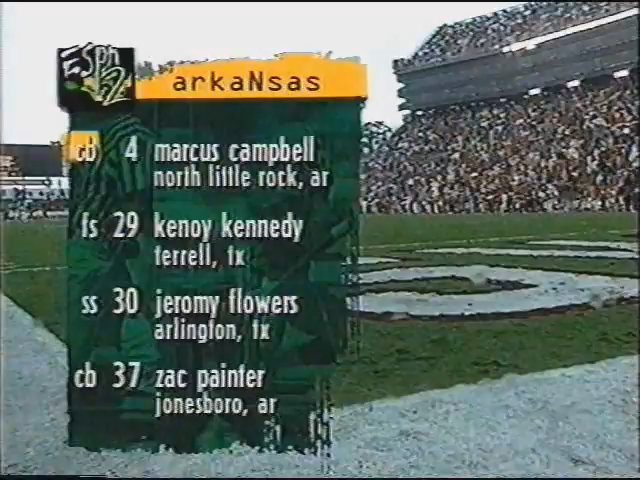 ESPN2
arkaNsas
cb 4 marcus campbell
north little rock, ar
fs 29 kenoy kennedy
terrell, tx
ss 30 jeromy flowers
arlington, tx
cb 37 zac painter
jonesboro, ar